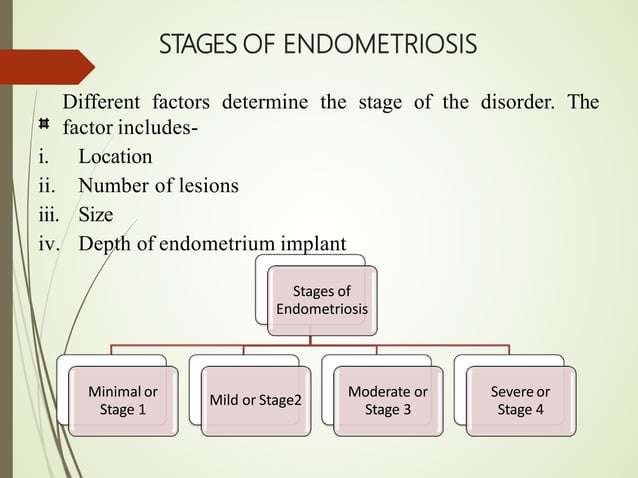 STAGES OF ENDOMETRIOSIS
Different factors determine the stage of the disorder. The
factor includes-
i. Location
ii. Number of lesions
iii. Size
iv. Depth of endometrium implant
Stages of
Endometriosis
Minimal or
Stage 1
Mild or Stage2
Moderate or
Stage 3
Severe or
Stage 4